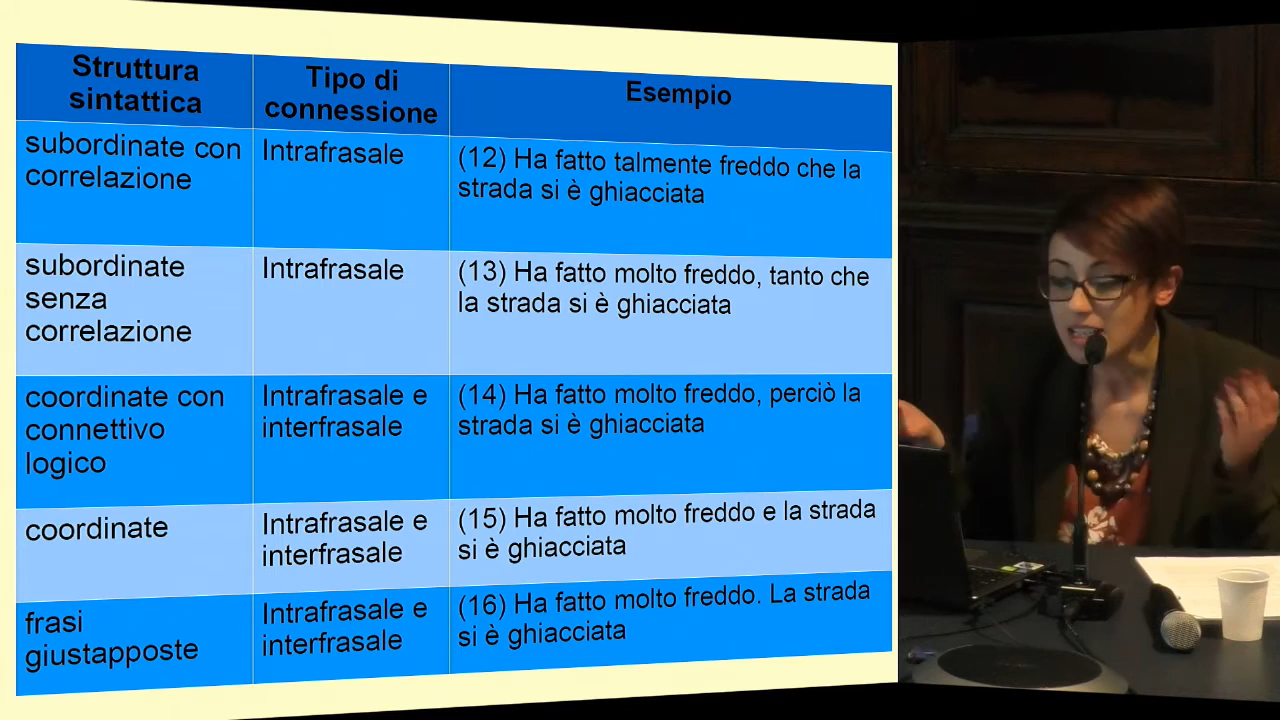 Struttura
sintattica
Tipo di
connessione
Esempio
subordinate con
correlazione
Intrafrasale
(12) Ha fatto talmente freddo che la
strada si è ghiacciata
subordinate
senza
correlazione
Intrafrasale
(13) Ha fatto molto freddo, tanto che
la strada si è ghiacciata
coordinate con
connettivo
logico
Intrafrasale e
interfrasale
(14) Ha fatto molto freddo, perciò la
strada si è ghiacciata
coordinate
Intrafrasale e
interfrasale
(15) Ha fatto molto freddo e la strada
si è ghiacciata
frasi
giustapposte
Intrafrasale e
interfrasale
(16) Ha fatto molto freddo. La strada
si è ghiacciata